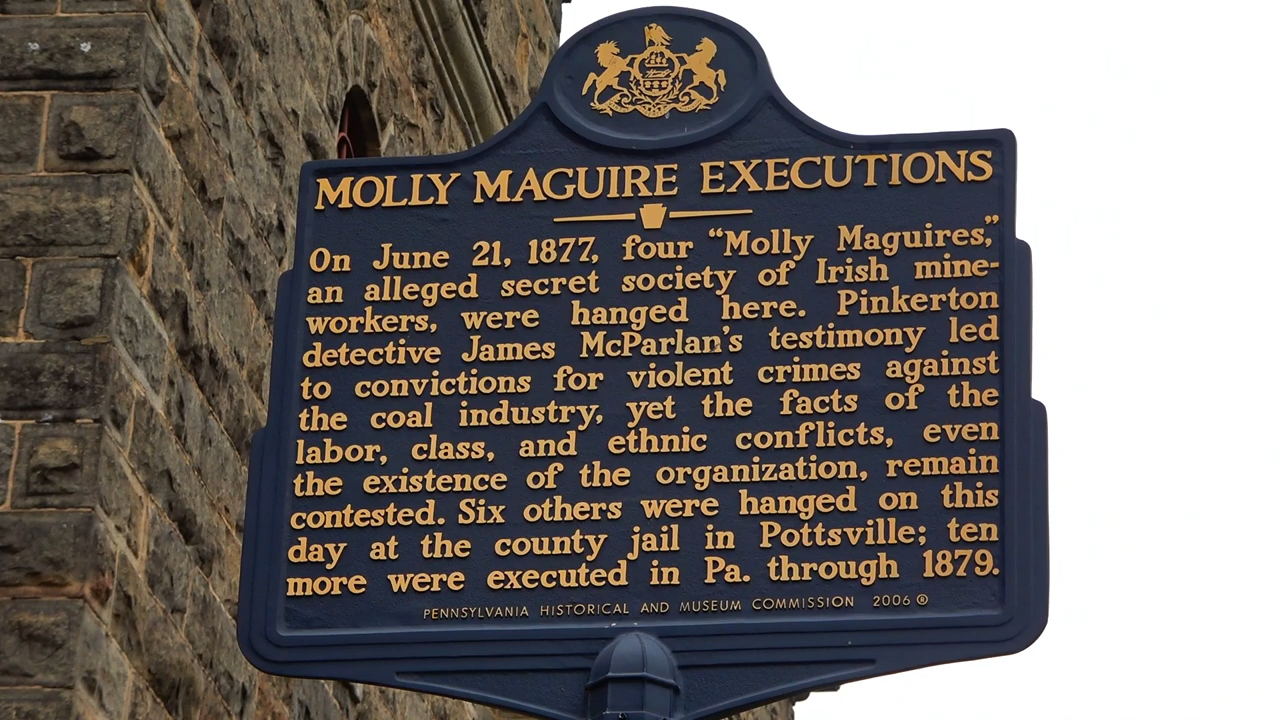 MOLLY MAGUIRE EXECUTIONS
On June 21, 1877, four “Molly Maguires,”
an alleged secret society of Irish mine-
workers, were hanged here. Pinkerton
detective James McParlan's testimony led
to convictions for violent crimes against
the coal industry, yet the facts of the
labor, class, and ethnic conflicts, even
the existence of the organization, remain
contested. Six others were hanged on this
day at the county jail in Pottsville; ten
more were executed in Pa. through 1879.
PENNSYLVANIA HISTORICAL AND MUSEUM COMMISSION 2006 ®